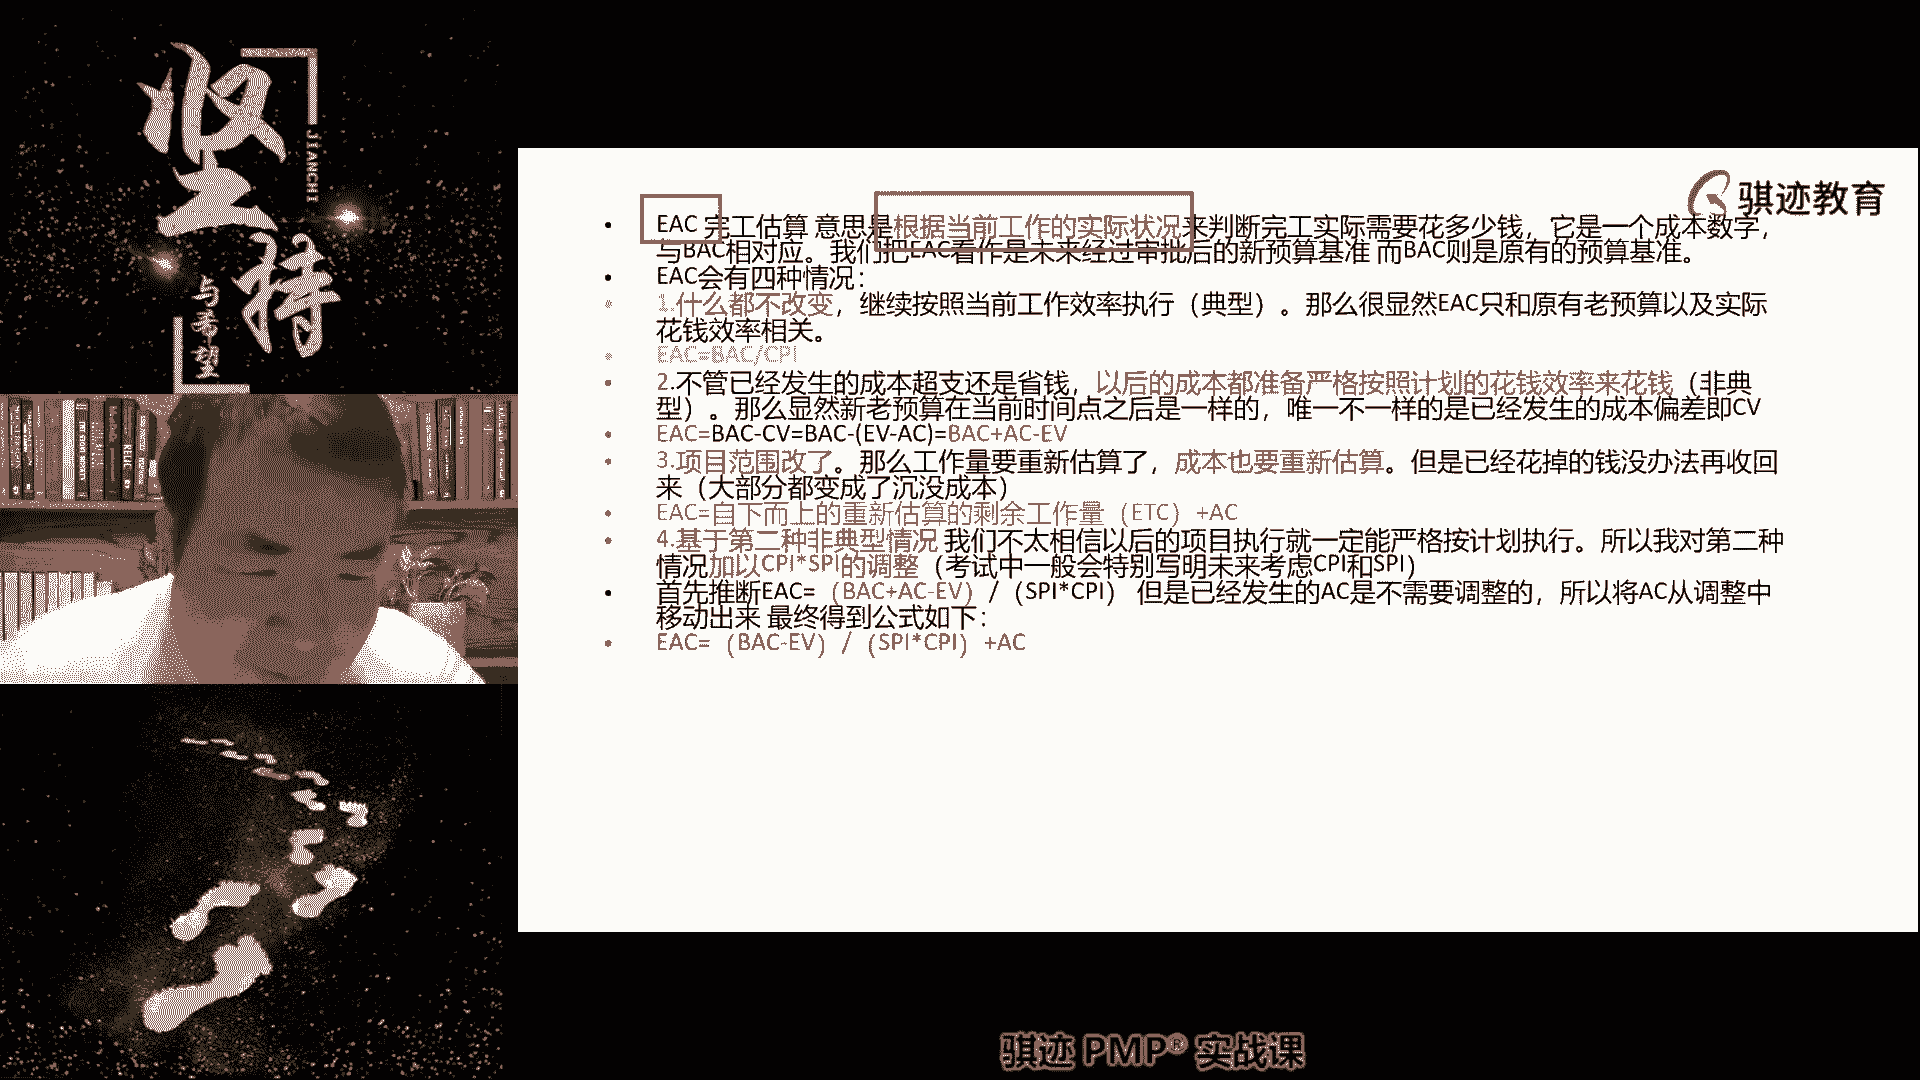 坚持
JIANCHI
与希望
骐迹教育
• EAC 完工估算 意思是根据当前工作的实际状况来判断完工实际需要花多少钱，它是一个成本数字，
与BAC相对应。我们把EAC看作是未来经过审批后的新预算基准 而BAC则是原有的预算基准。
• EAC会有四种情况：
• 1.什么都不改变，继续按照当前工作效率执行（典型）。那么很显然EAC只和原有老预算以及实际
花钱效率相关。
• EAC=BAC/CPI
• 2.不管已经发生的成本超支还是省钱，以后的成本都准备严格按照计划的花钱效率来花钱（非典
型）。那么显然新老预算在当前时间点之后是一样的，唯一不一样的是已经发生的成本偏差即CV
• EAC=BAC-CV=BAC-(EV-AC)=BAC+AC-EV
• 3.项目范围改了。那么工作量要重新估算了，成本也要重新估算。但是已经花掉的钱没办法再收回
来（大部分都变成了沉没成本）
• EAC=自下而上的重新估算的剩余工作量（ETC）+AC
• 4.基于第二种非典型情况 我们不太相信以后的项目执行就一定能严格按计划执行。所以我对第二种
情况加以CPI*SPI的调整（考试中一般会特别写明未来考虑CPI和SPI）
• 首先推断EAC=（BAC+AC-EV）/（SPI*CPI） 但是已经发生的AC是不需要调整的，所以将AC从调整中
移动出来 最终得到公式如下：
• EAC=（BAC-EV）/（SPI*CPI）+AC
骐迹 PMP® 实战课